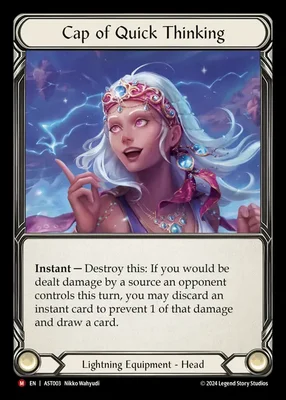 Cap of Quick Thinking
Instant — Destroy this: If you would be
dealt damage by a source an opponent
controls this turn, you may discard an
instant card to prevent 1 of that damage
and draw a card.
Lightning Equipment - Head
M EN | AST003 Nikko Wahyudi
© 2024 Legend Story Studios